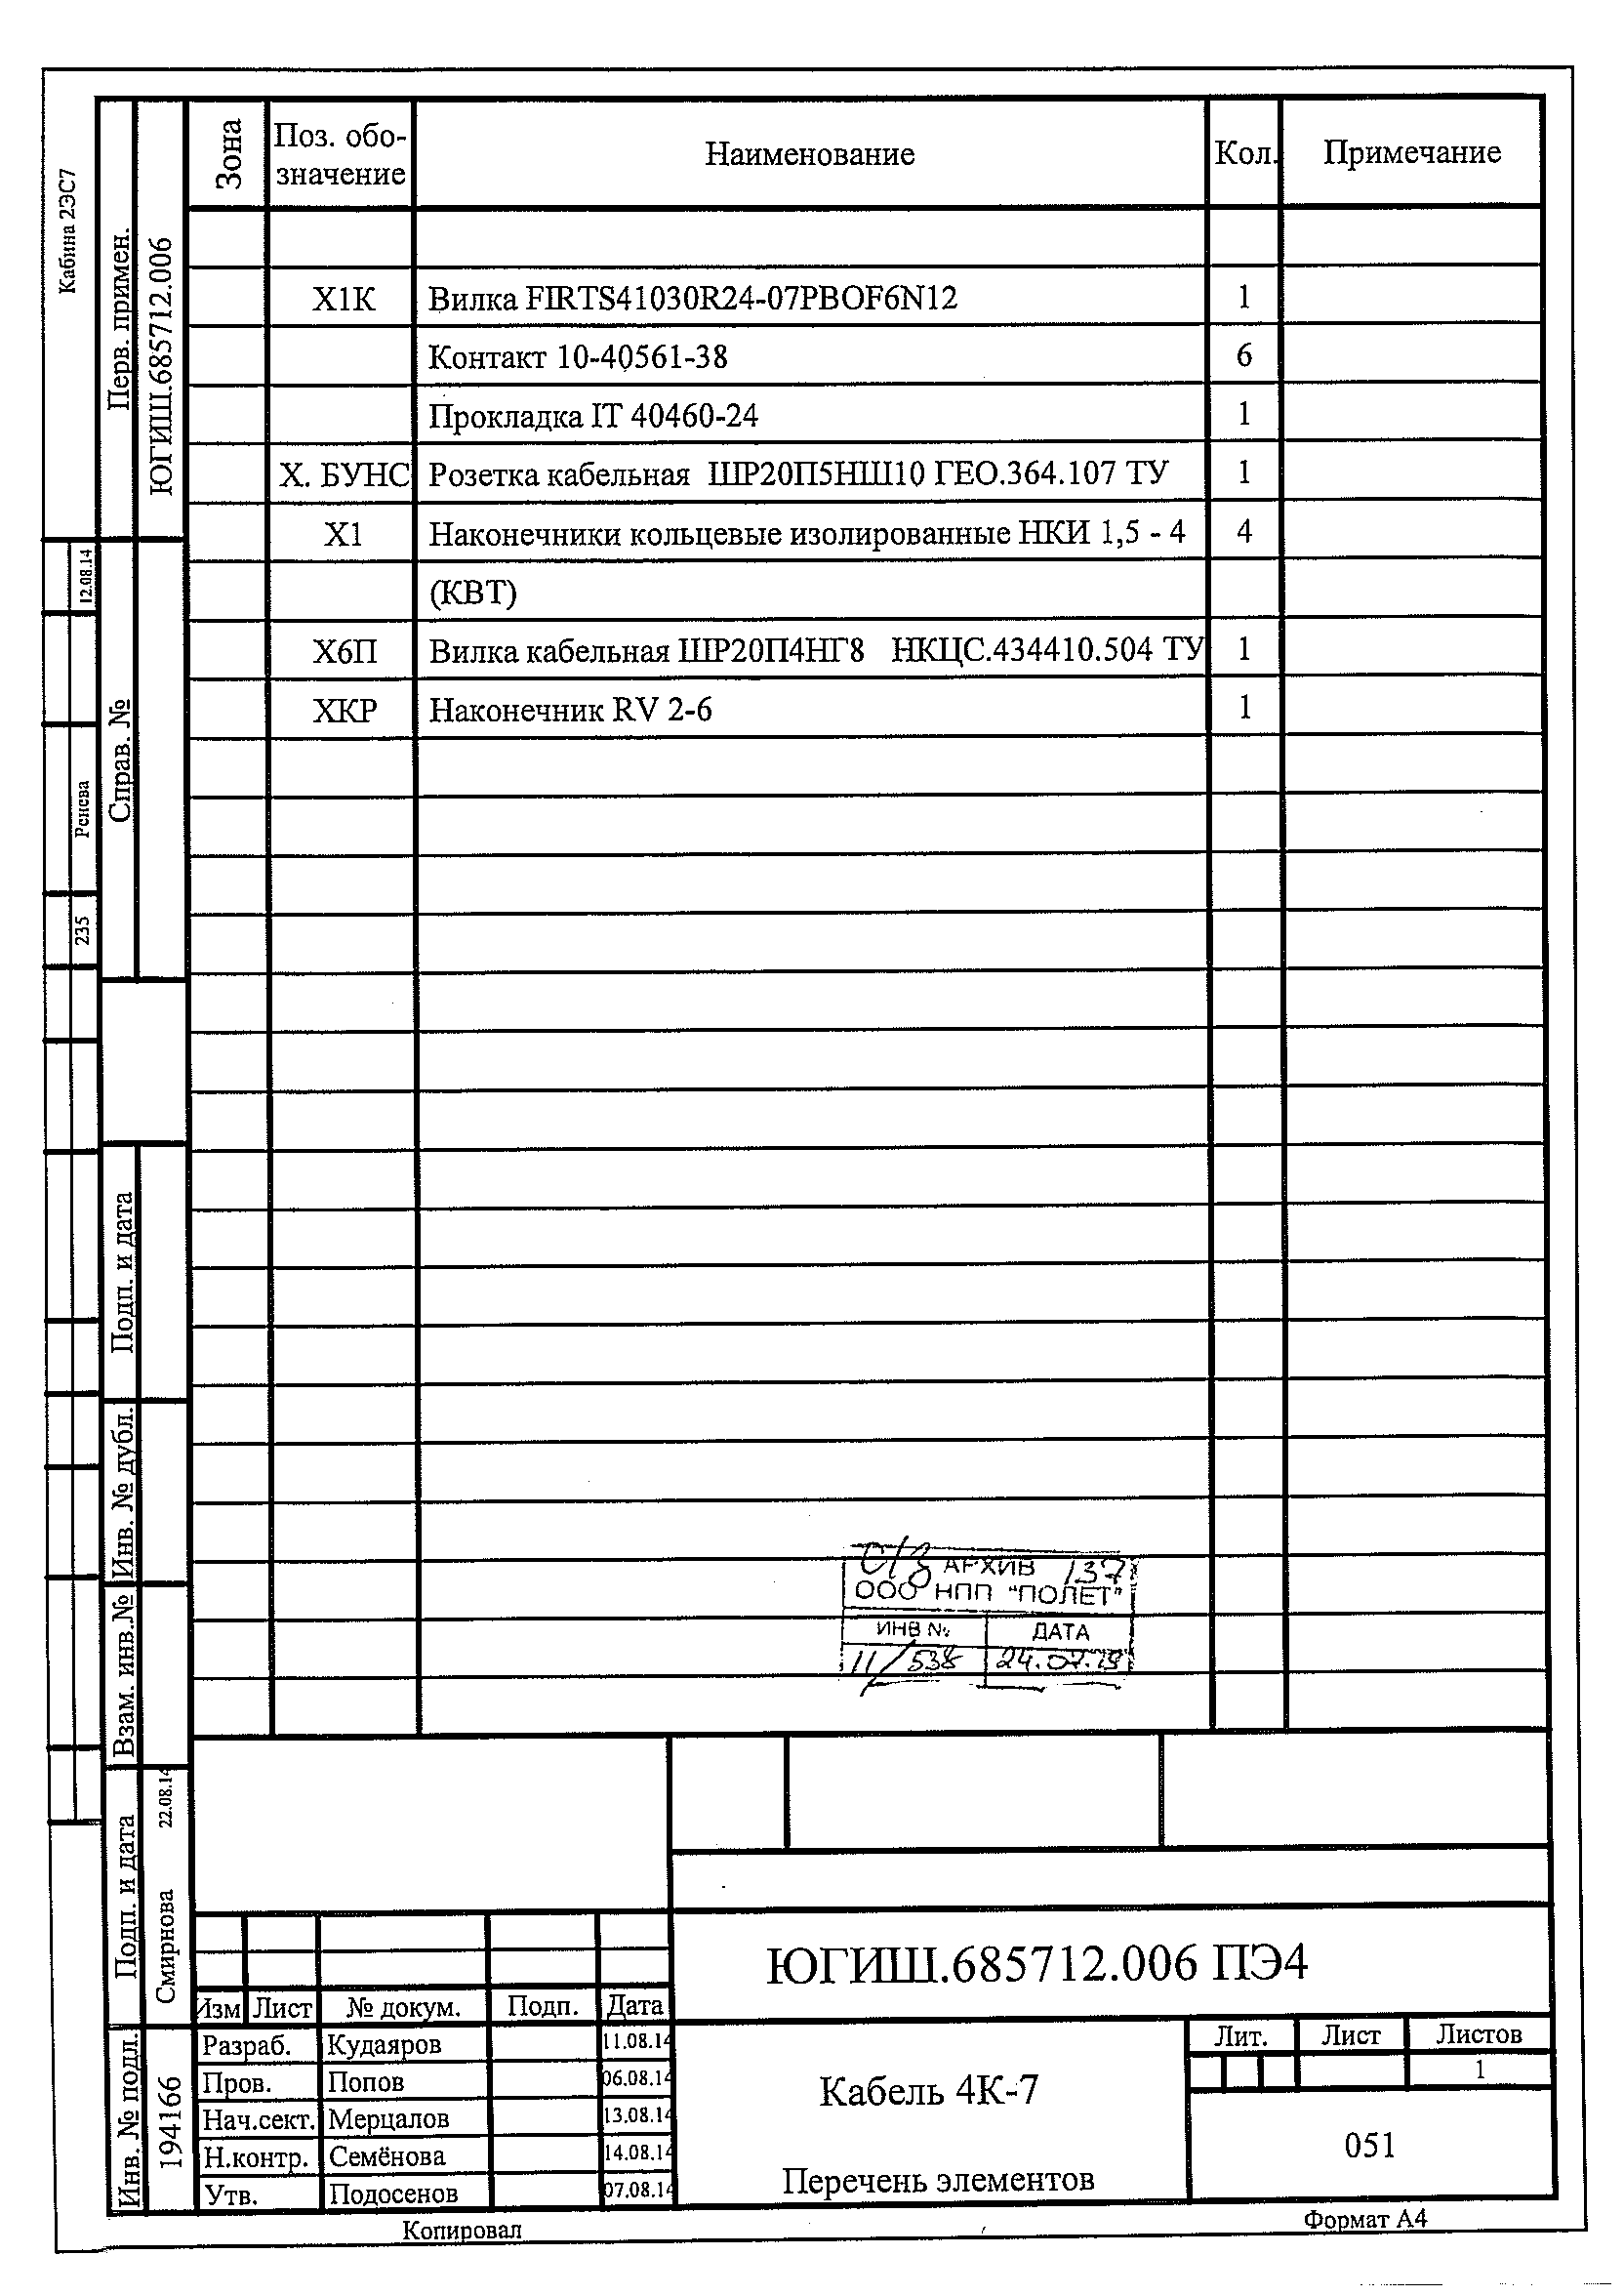 Кабина 2ЭС7
Перв. примен.
ЮГИШ.685712.006
Справ. №
12.08.14
235
Подп. и дата
Инв. № дубл.
Взам. инв.№
Подп. и дата
Смирнова 22.08.14
Инв. № подл.
194166
Зона Поз. обо- Наименование Кол. Примечание
значение
Х1К Вилка FIRTS41030R24-07PBOF6N12 1
Контакт 10-40561-38 6
Прокладка IT 40460-24 1
Х. БУНС Розетка кабельная ШР20П5НШ10 ГЕО.364.107 ТУ 1
Х1 Наконечники кольцевые изолированные НКИ 1,5 - 4 4
(КВТ)
Х6П Вилка кабельная ШР20П4НГ8 НКЦС.434410.504 ТУ 1
ХКР Наконечник RV 2-6 1
АРХИВ 137
ООО НПП "ПОЛЕТ"
ИНВ № ДАТА
11/538 24.07.19
ЮГИШ.685712.006 ПЭ4
Изм Лист № докум. Подп. Дата
Разраб. Кудаяров 11.08.14
Пров. Попов 06.08.14
Нач.сект. Мерцалов 13.08.14
Н.контр. Семёнова 14.08.14
Утв. Подосенов 07.08.14
Кабель 4К-7
Перечень элементов
Лит. Лист Листов
1
051
Копировал Формат А4